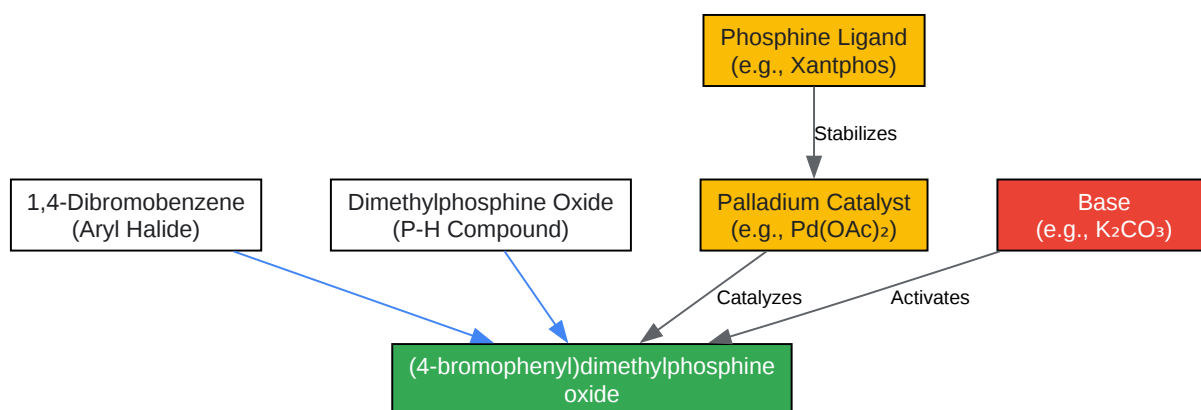 Phosphine Ligand
(e.g., Xantphos)
Stabilizes
1,4-Dibromobenzene
(Aryl Halide)
Dimethylphosphine Oxide
(P-H Compound)
Palladium Catalyst
(e.g., Pd(OAc)₂)
Base
(e.g., K₂CO₃)
Catalyzes
Activates
(4-bromophenyl)dimethylphosphine
oxide